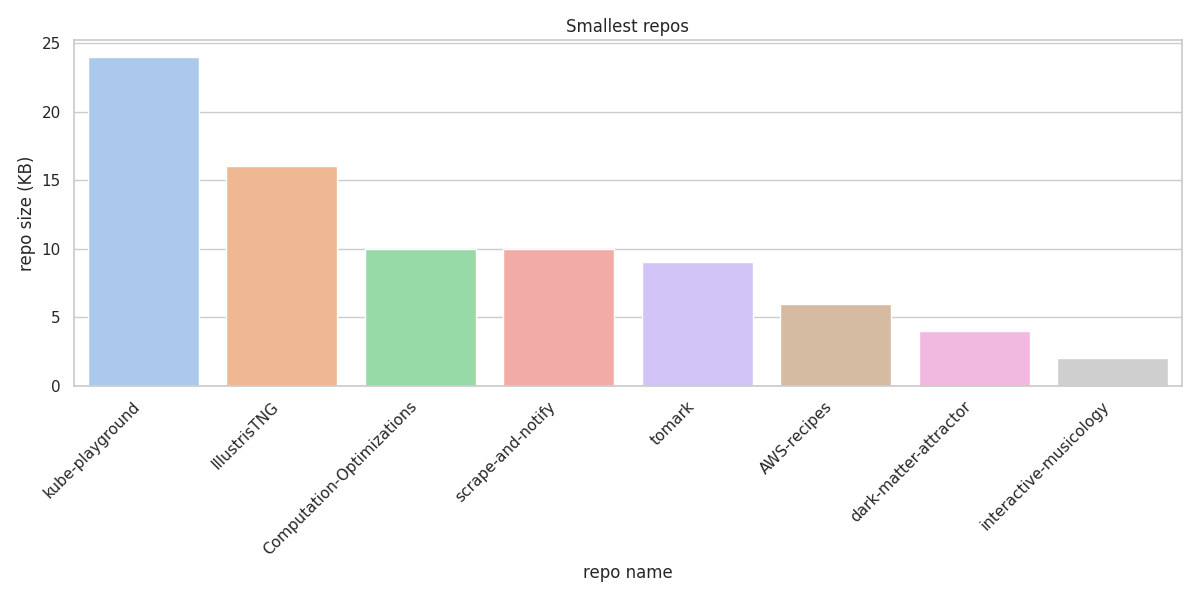 Smallest repos
25
20
15
10
5
0
repo size (KB)
kube-playground
IllustrisTNG
Computation-Optimizations
scrape-and-notify
tomark
AWS-recipes
dark-matter-attractor
interactive-musicology
repo name